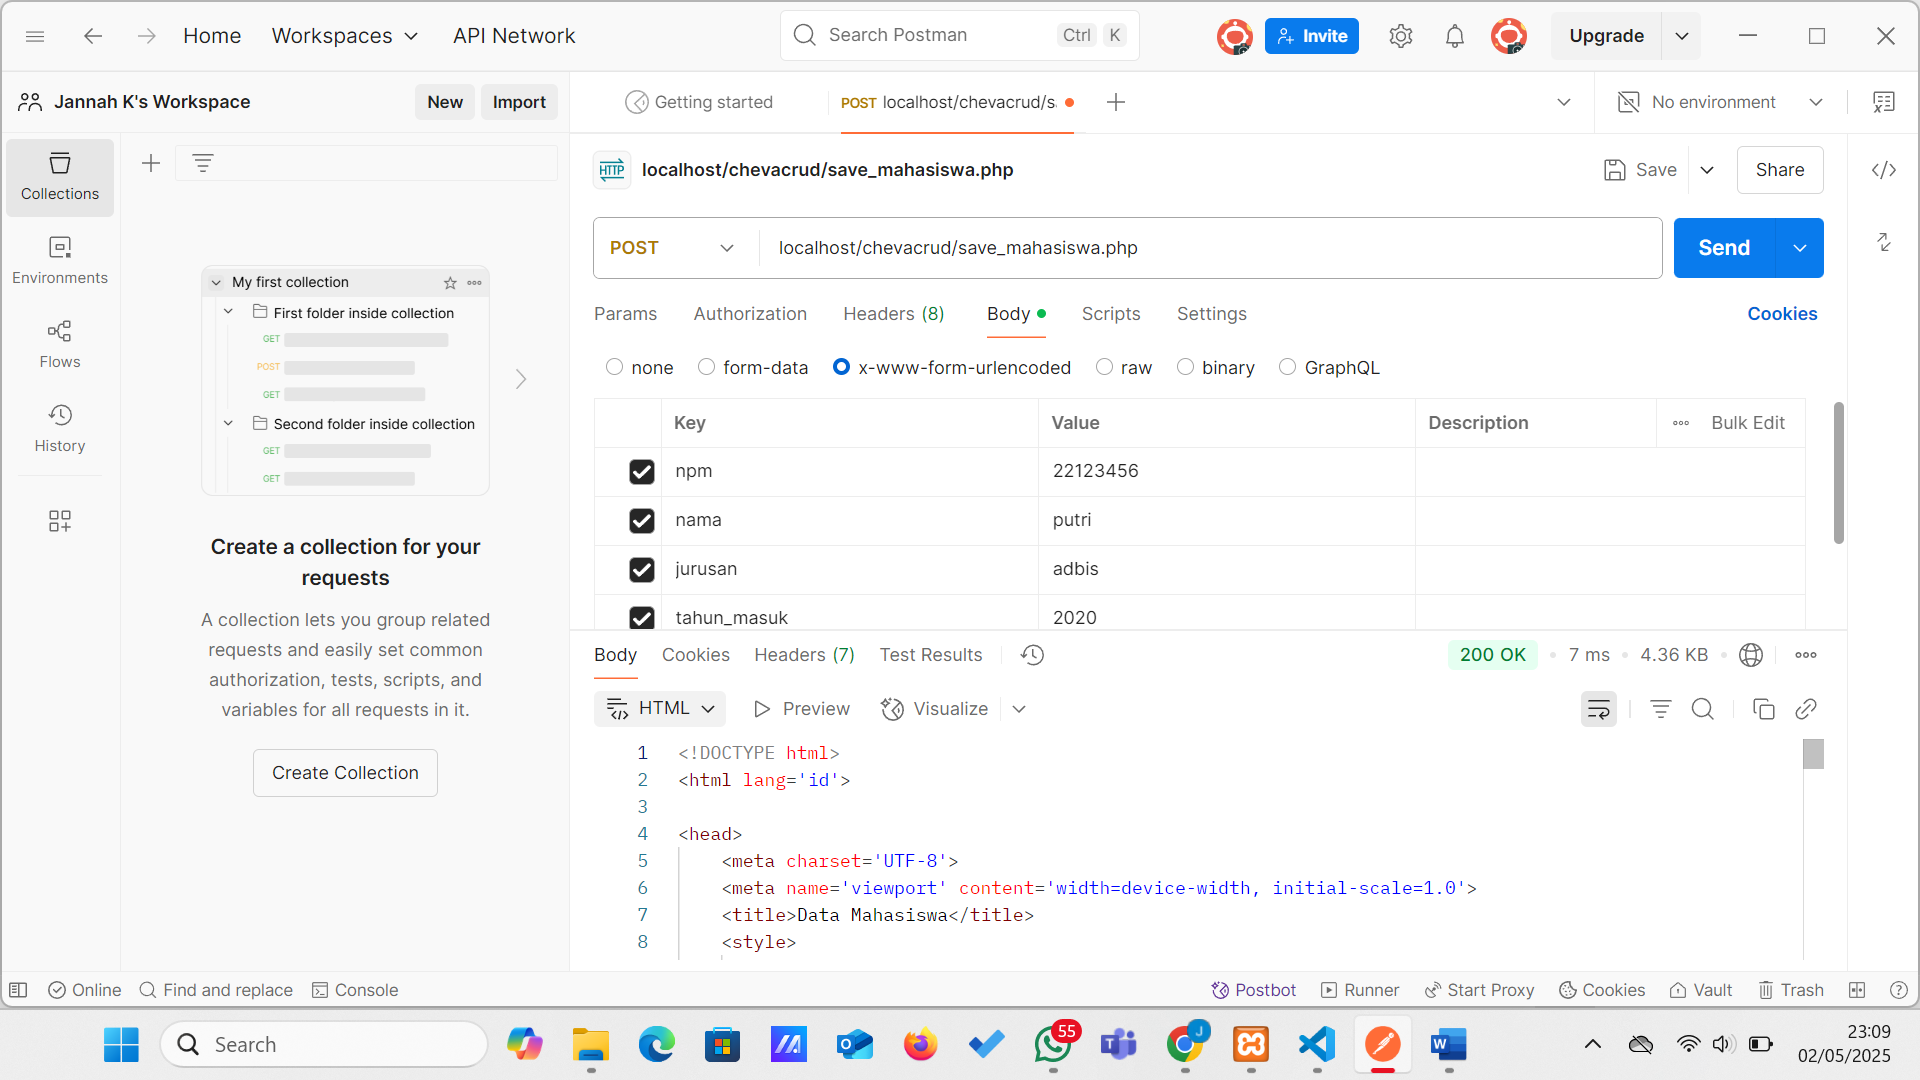 Home
Workspaces
API Network
Search Postman
Ctrl K
Invite
Upgrade
Jannah K's Workspace
New
Import
Getting started
POST localhost/chevacrud/s
No environment
Collections
Environments
Flows
History
My first collection
First folder inside collection
GET
POST
GET
Second folder inside collection
GET
GET
Create a collection for your
requests
A collection lets you group related
requests and easily set common
authorization, tests, scripts, and
variables for all requests in it.
Create Collection
HTTP
localhost/chevacrud/save_mahasiswa.php
Save
Share
POST
localhost/chevacrud/save_mahasiswa.php
Send
Params
Authorization
Headers (8)
Body
Scripts
Settings
Cookies
none
form-data
x-www-form-urlencoded
raw
binary
GraphQL
Key Value Description Bulk Edit
npm 22123456
nama putri
jurusan adbis
tahun_masuk 2020
Body
Cookies
Headers (7)
Test Results
200 OK
7 ms
4.36 KB
HTML
Preview
Visualize
1 <!DOCTYPE html>
2 <html lang='id'>
3
4 <head>
5 <meta charset='UTF-8'>
6 <meta name='viewport' content='width=device-width, initial-scale=1.0'>
7 <title>Data Mahasiswa</title>
8 <style>
Online
Find and replace
Console
Postbot
Runner
Start Proxy
Cookies
Vault
Trash
Search
55
J
23:09
02/05/2025